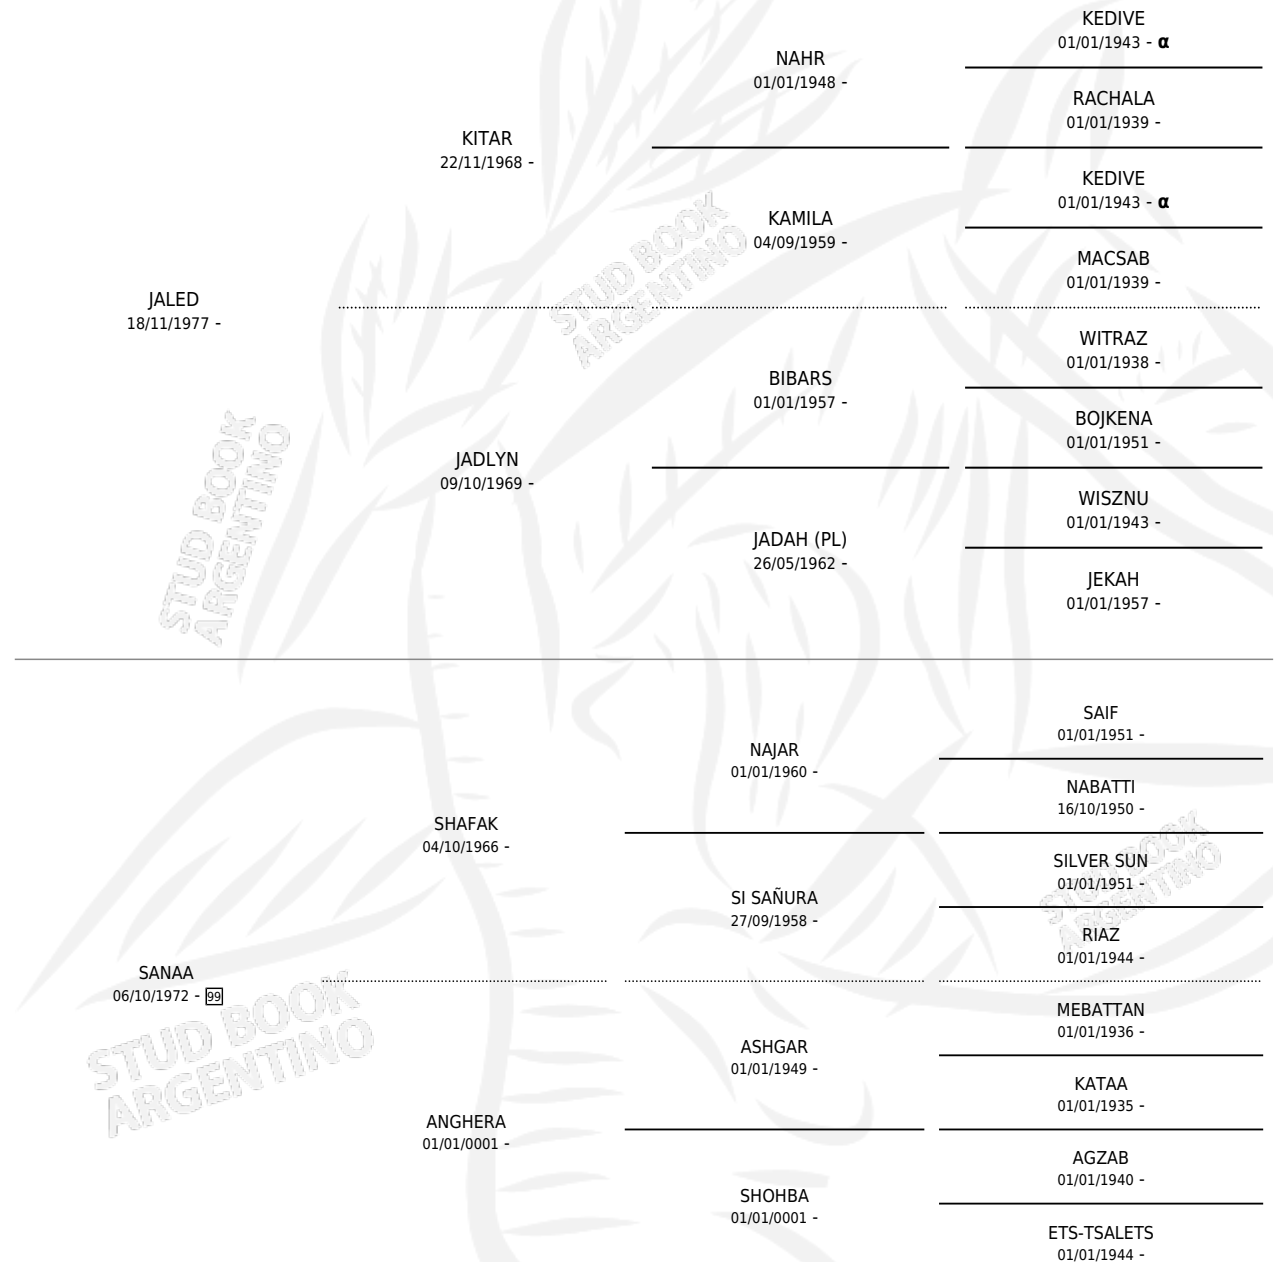 KEDIVE
01/01/1943 - α
NAHR
01/01/1948 -
RACHALA
01/01/1939 -
KITAR
22/11/1968 -
KEDIVE
01/01/1943 - α
KAMILA
04/09/1959 -
MACSAB
01/01/1939 -
JALED
18/11/1977 -
WITRAZ
01/01/1938 -
BIBARS
01/01/1957 -
BOJKENA
01/01/1951 -
JADLYN
09/10/1969 -
WISZNU
01/01/1943 -
JADAH (PL)
26/05/1962 -
JEKAH
01/01/1957 -
SAIF
01/01/1951 -
NAJAR
01/01/1960 -
NABATTI
16/10/1950 -
SHAFAK
04/10/1966 -
SILVER SUN
01/01/1951 -
SI SAÑURA
27/09/1958 -
RIAZ
01/01/1944 -
SANAA
06/10/1972 - 99
MEBATTAN
01/01/1936 -
ASHGAR
01/01/1949 -
KATAA
01/01/1935 -
ANGHERA
01/01/0001 -
AGZAB
01/01/1940 -
SHOHBA
01/01/0001 -
ETS-TSALETS
01/01/1944 -
STUD BOOK
ARGENTINO
STUD BOOK
ARGENTINO
STUD BOOK
ARGENTINO
STUD BOOK
ARGENTINO